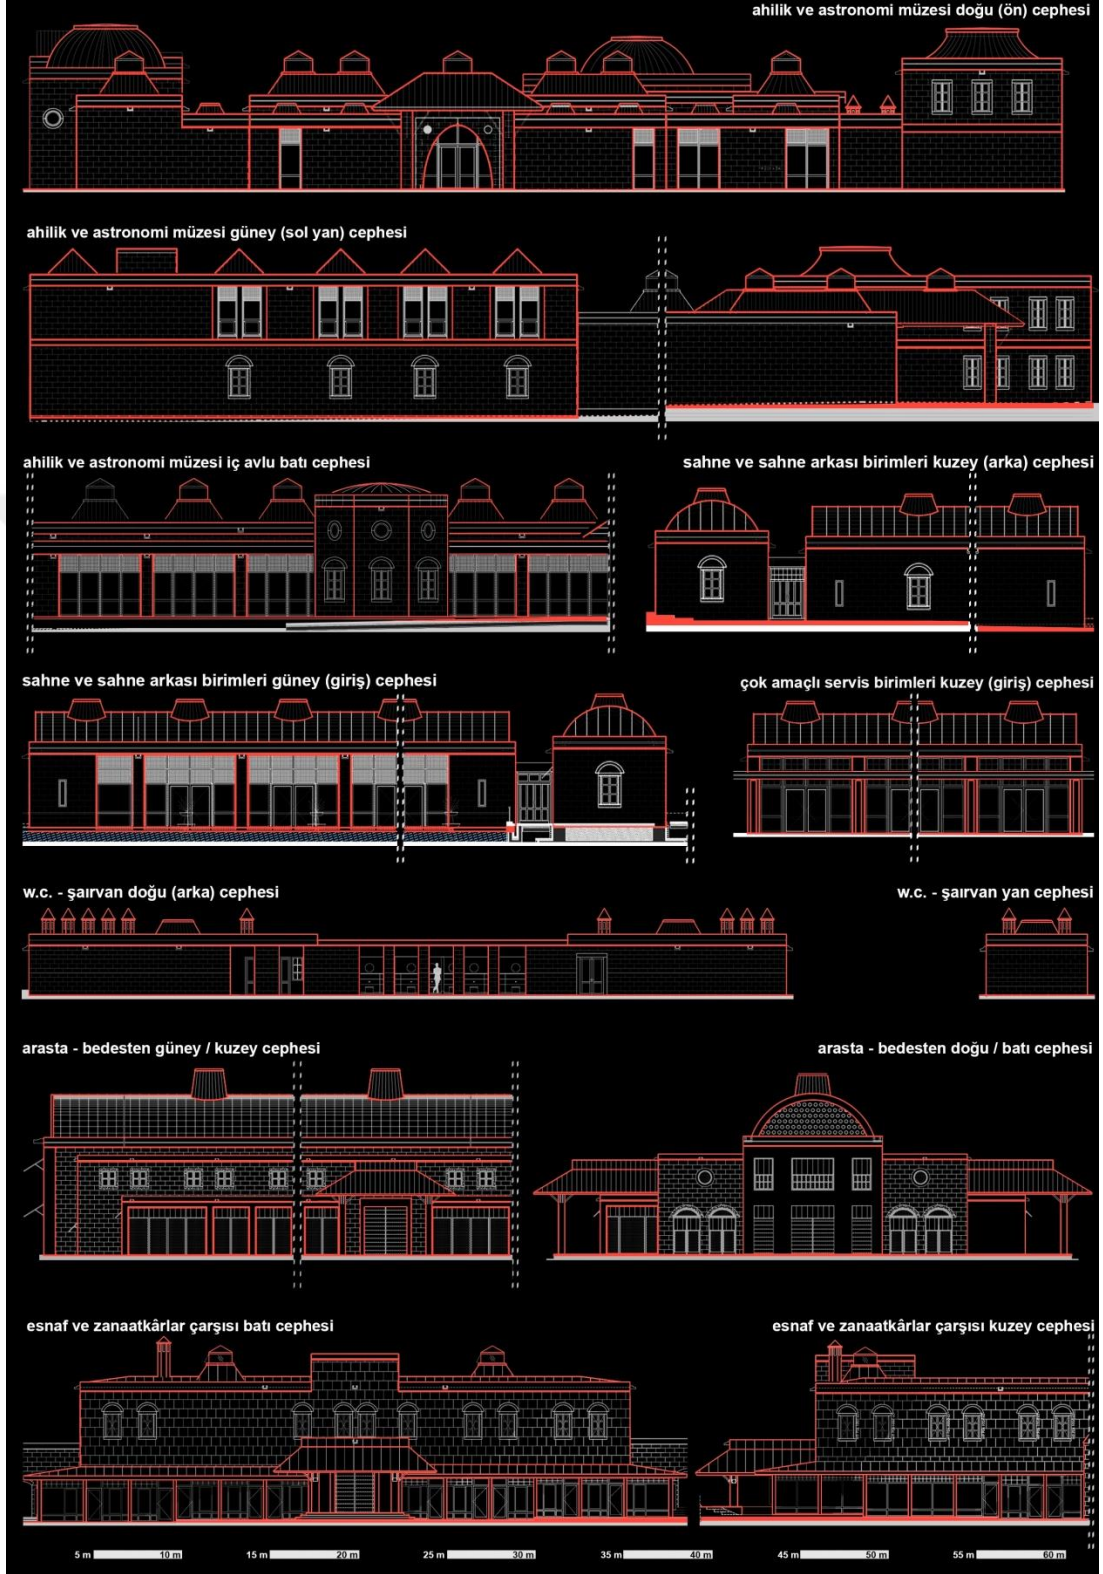 ahilik ve astronomi müzesi doğu (ön) cephesi
ahilik ve astronomi müzesi güney (sol yan) cephesi
ahilik ve astronomi müzesi iç avlu batı cephesi
sahne ve sahne arkası birimleri kuzey (arka) cephesi
sahne ve sahne arkası birimleri güney (giriş) cephesi
çok amaçlı servis birimleri kuzey (giriş) cephesi
w.c. - şaırvan doğu (arka) cephesi
w.c. - şaırvan yan cephesi
arasta - bedesten güney / kuzey cephesi
arasta - bedesten doğu / batı cephesi
esnaf ve zanaatkârlar çarşısı batı cephesi
esnaf ve zanaatkârlar çarşısı kuzey cephesi
5 m 10 m 15 m 20 m 25 m 30 m 35 m 40 m 45 m 50 m 55 m 60 m